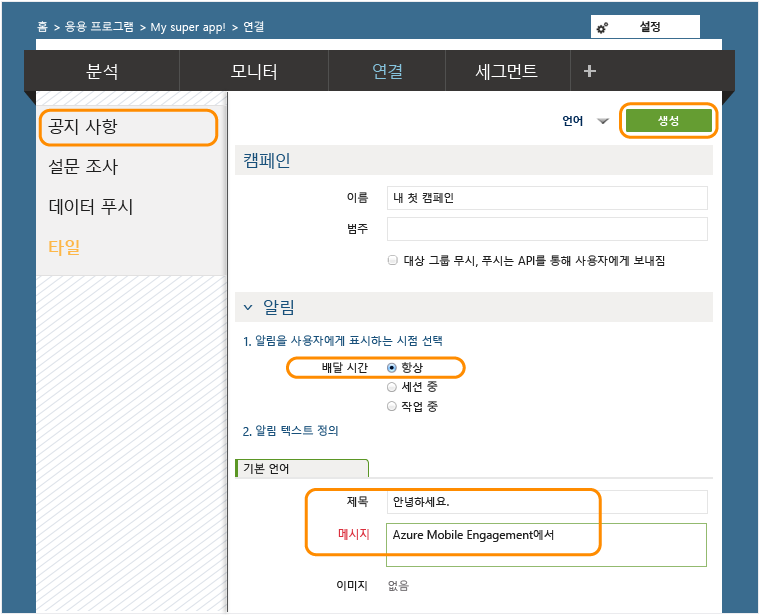 홈 > 응용 프로그램 > My super app! > 연결
설정
분석 모니터 연결 세그먼트 +
공지 사항
설문 조사
데이터 푸시
타일
언어 생성
캠페인
이름 내 첫 캠페인
범주
대상 그룹 무시, 푸시는 API를 통해 사용자에게 보내짐
알림
1. 알림을 사용자에게 표시하는 시점 선택
배달 시간 항상
세션 중
작업 중
2. 알림 텍스트 정의
기본 언어
제목 안녕하세요.
메시지 Azure Mobile Engagement에서
이미지 없음